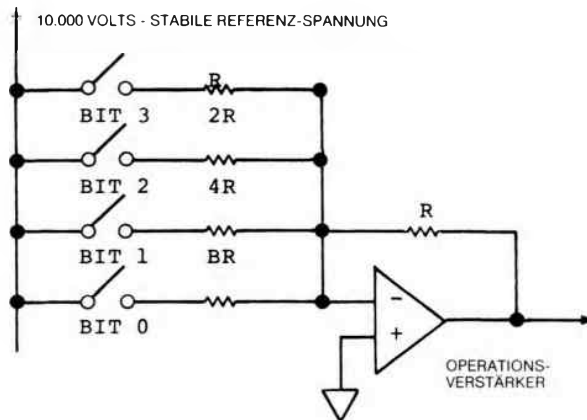 10.000 VOLTS - STABILE REFERENZ-SPANNUNG
R
BIT 3 2R
BIT 2 4R
R
BIT 1 BR
-
+
BIT 0
OPERATIONS-
VERSTÄRKER